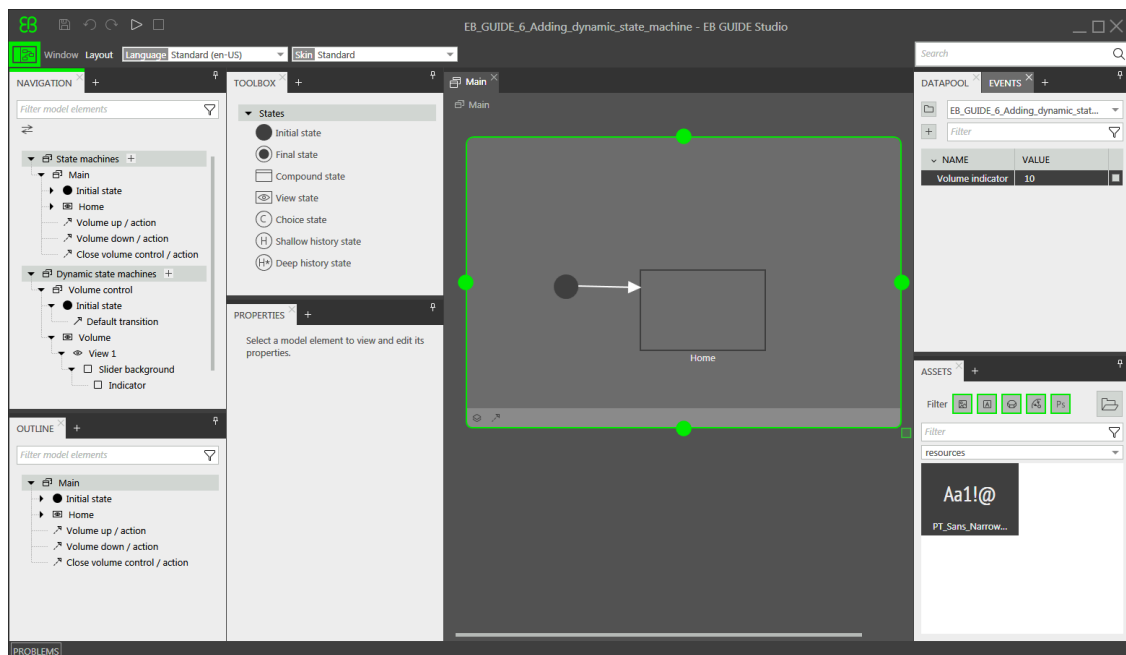 EB_GUIDE_6_Adding_dynamic_state_machine - EB GUIDE Studio
Window Layout Language Standard (en-US) Skin Standard
Search
NAVIGATION
Filter model elements
State machines
Main
Initial state
Home
Volume up / action
Volume down / action
Close volume control / action
Dynamic state machines
Volume control
Initial state
Default transition
Volume
View 1
Slider background
Indicator
OUTLINE
Filter model elements
Main
Initial state
Home
Volume up / action
Volume down / action
Close volume control / action
TOOLBOX
States
Initial state
Final state
Compound state
View state
C Choice state
H Shallow history state
H* Deep history state
PROPERTIES
Select a model element to view and edit its
properties.
Main
Main
Home
DATAPOOL EVENTS
EB_GUIDE_6_Adding_dynamic_stat...
Filter
NAME VALUE
Volume indicator 10
ASSETS
Filter A Ps
Filter
resources
Aa1!@
PT_Sans_Narrow...
PROBLEMS